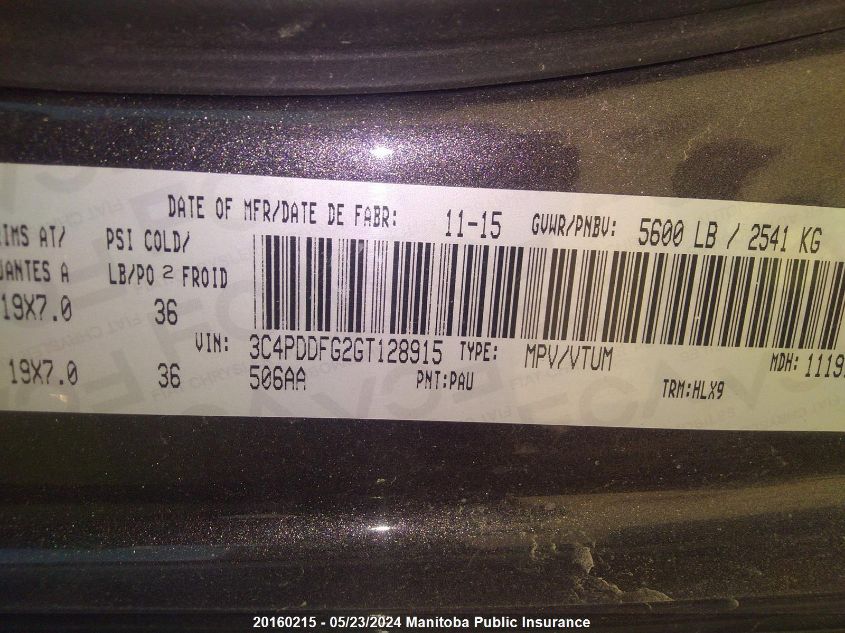 DATE OF MFR/DATE DE FABR: 11-15 GVWR/PNBV: 5600 LB / 2541 KG
IMS AT/ PSI COLD/
JANTES A LB/PO 2 FROID
19X7.0 36
VIN: 3C4PDDFG2GT128915 TYPE: MPV/VTUM MDH: 1119
19X7.0 36 506AA PNT:PAU TRM:HLX9
20160215 - 05/23/2024 Manitoba Public Insurance